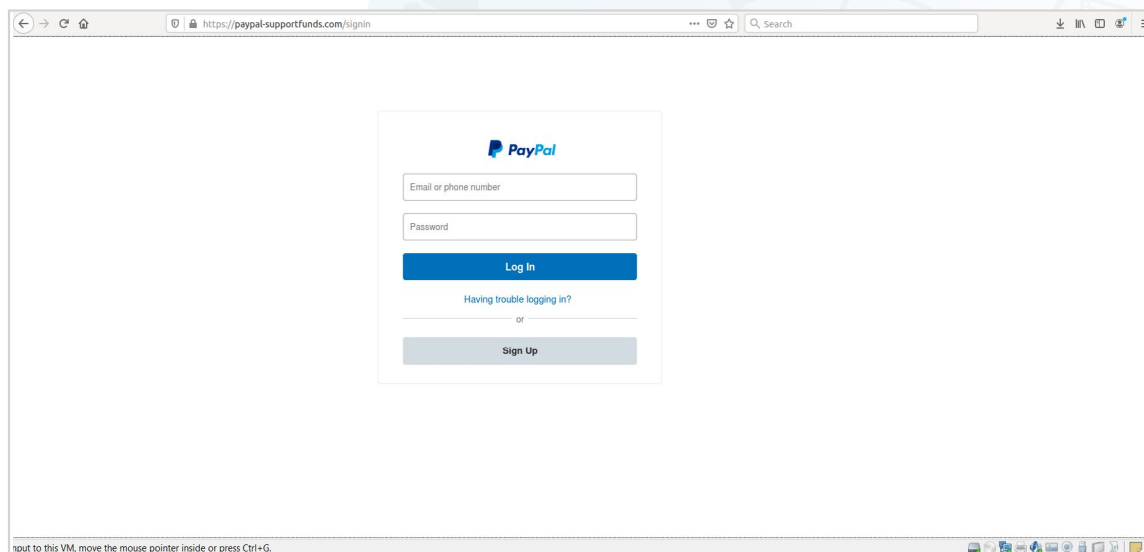 https://paypal-supportfunds.com/signin
Search
PayPal
Email or phone number
Password
Log In
Having trouble logging in?
or
Sign Up
nput to this VM, move the mouse pointer inside or press Ctrl+G.